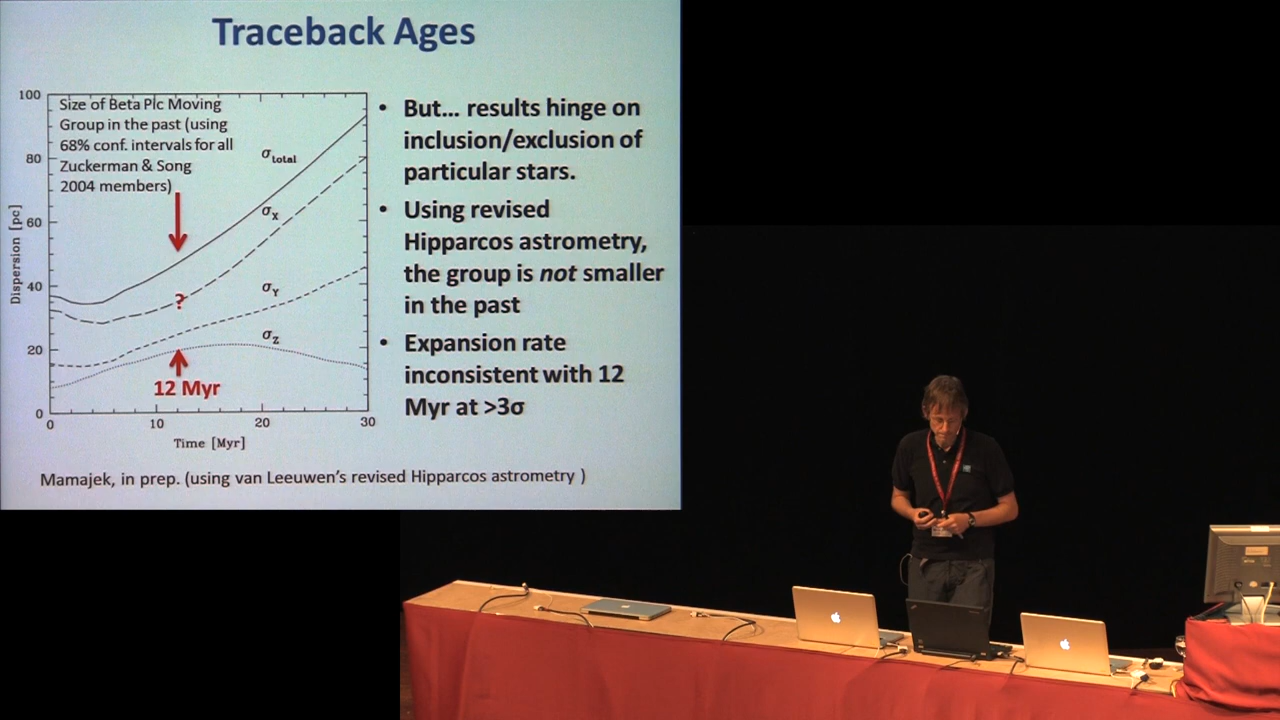 Traceback Ages
Size of Beta Pic Moving
Group in the past (using
68% conf. intervals for all
Zuckerman & Song
2004 members)
σtotal
σX
?
σY
σZ
12 Myr
100
80
60
40
20
0
0
10
20
30
Dispersion [pc]
Time [Myr]
• But... results hinge on
inclusion/exclusion of
particular stars.
• Using revised
Hipparcos astrometry,
the group is not smaller
in the past
• Expansion rate
inconsistent with 12
Myr at >3σ
Mamajek, in prep. (using van Leeuwen's revised Hipparcos astrometry )